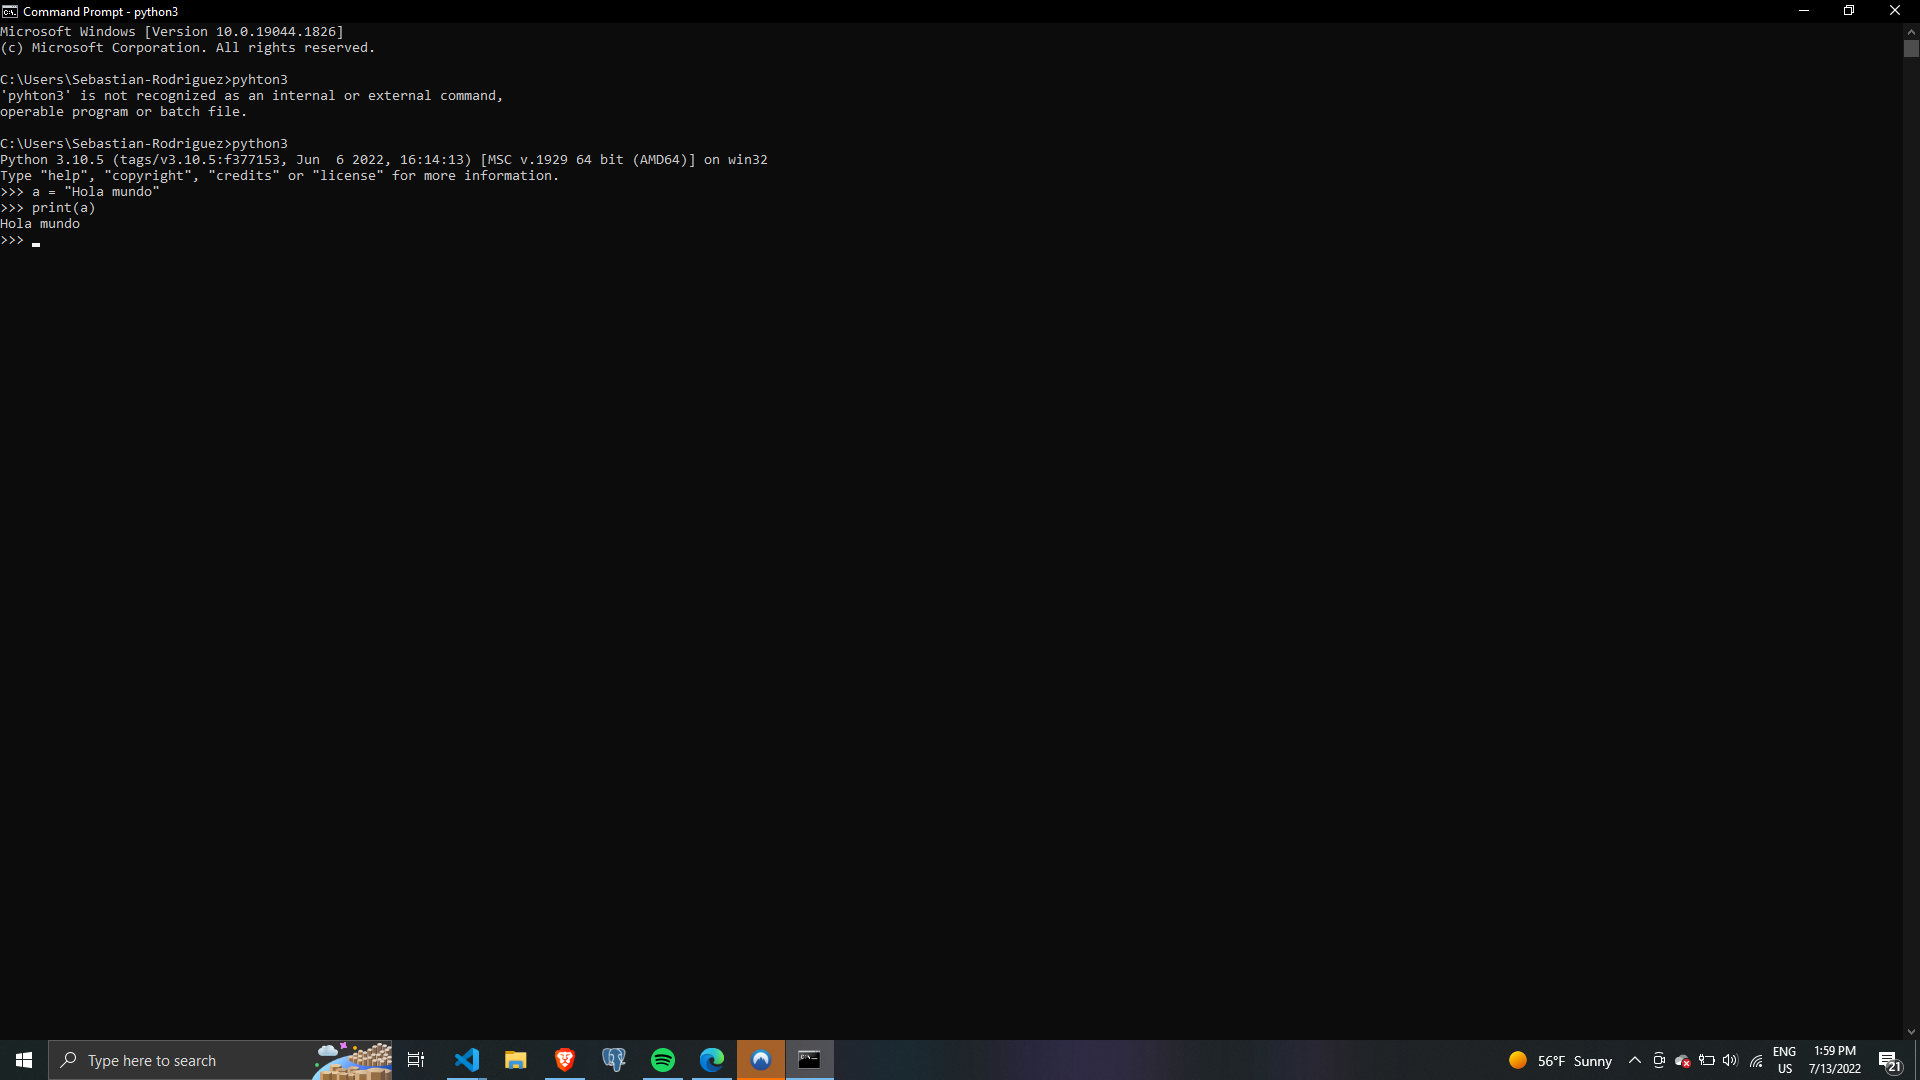 Command Prompt - python3
Microsoft Windows [Version 10.0.19044.1826]
(c) Microsoft Corporation. All rights reserved.
C:\Users\Sebastian-Rodriguez>pyhton3
'pyhton3' is not recognized as an internal or external command,
operable program or batch file.
C:\Users\Sebastian-Rodriguez>python3
Python 3.10.5 (tags/v3.10.5:f377153, Jun  6 2022, 16:14:13) [MSC v.1929 64 bit (AMD64)] on win32
Type "help", "copyright", "credits" or "license" for more information.
>>> a = "Hola mundo"
>>> print(a)
Hola mundo
>>>
Type here to search
56°F Sunny
ENG
US
1:59 PM
7/13/2022
21